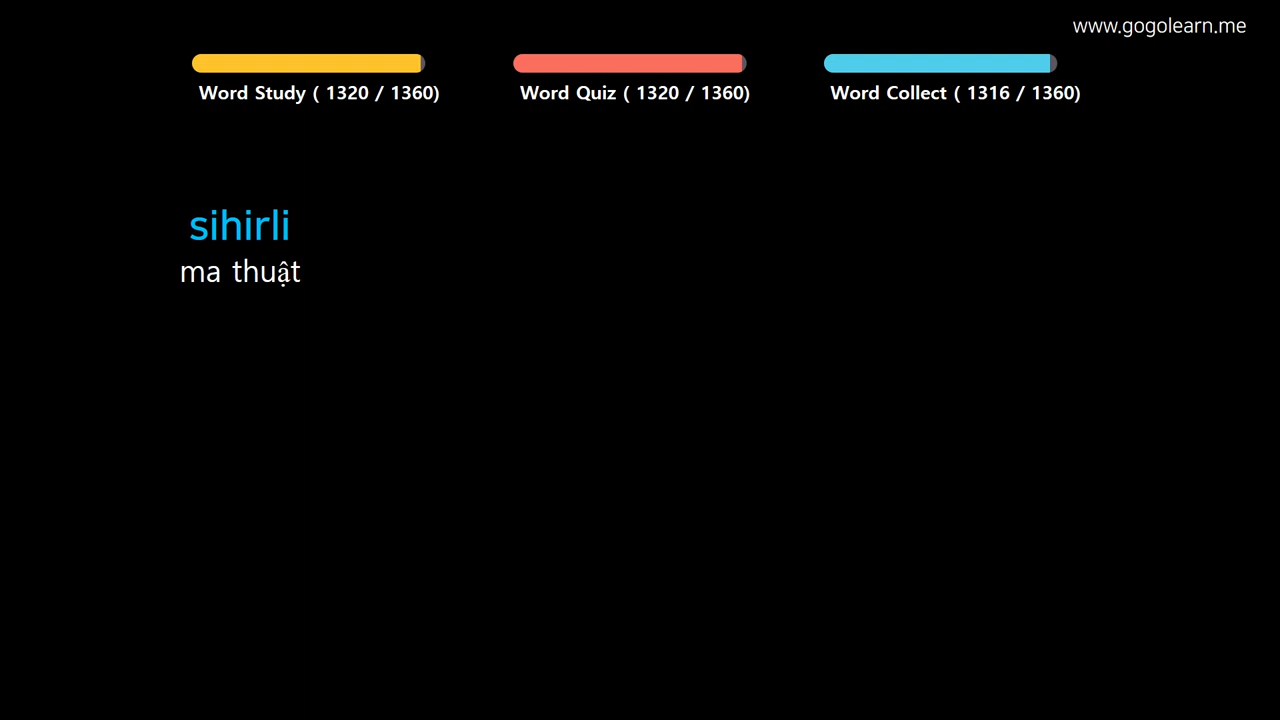 www.gogolearn.me
Word Study ( 1320 / 1360)
Word Quiz ( 1320 / 1360)
Word Collect ( 1316 / 1360)
sihirli
ma thuật